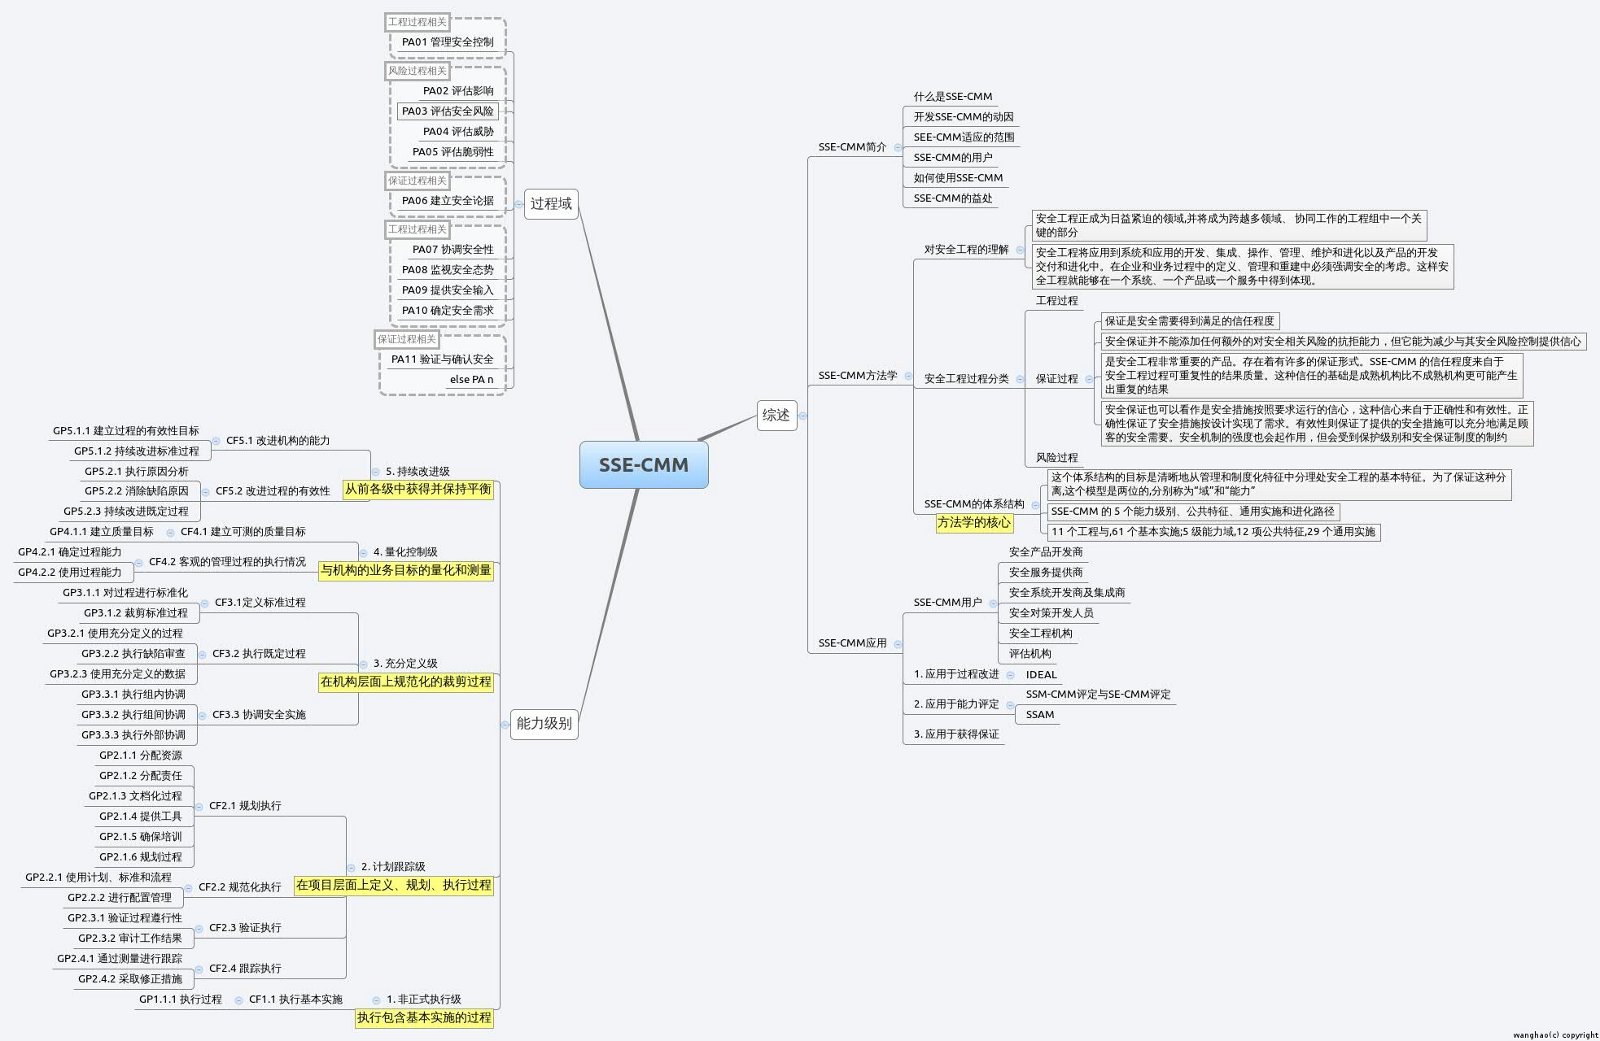 SSE-CMM
过程域
工程过程相关
PA01 管理安全控制
风险过程相关
PA02 评估影响
PA03 评估安全风险
PA04 评估威胁
PA05 评估脆弱性
保证过程相关
PA06 建立安全论据
工程过程相关
PA07 协调安全性
PA08 监视安全态势
PA09 提供安全输入
PA10 确定安全需求
保证过程相关
PA11 验证与确认安全
else PA n
能力级别
5. 持续改进级
从前各级中获得并保持平衡
CF5.1 改进机构的能力
GP5.1.1 建立过程的有效性目标
GP5.1.2 持续改进标准过程
CF5.2 改进过程的有效性
GP5.2.1 执行原因分析
GP5.2.2 消除缺陷原因
GP5.2.3 持续改进既定过程
4. 量化控制级
与机构的业务目标的量化和测量
CF4.1 建立可测的质量目标
GP4.1.1 建立质量目标
CF4.2 客观的管理过程的执行情况
GP4.2.1 确定过程能力
GP4.2.2 使用过程能力
3. 充分定义级
在机构层面上规范化的裁剪过程
CF3.1定义标准过程
GP3.1.1 对过程进行标准化
GP3.1.2 裁剪标准过程
CF3.2 执行既定过程
GP3.2.1 使用充分定义的过程
GP3.2.2 执行缺陷审查
GP3.2.3 使用充分定义的数据
CF3.3 协调安全实施
GP3.3.1 执行组内协调
GP3.3.2 执行组间协调
GP3.3.3 执行外部协调
2. 计划跟踪级
在项目层面上定义、规划、执行过程
CF2.1 规划执行
GP2.1.1 分配资源
GP2.1.2 分配责任
GP2.1.3 文档化过程
GP2.1.4 提供工具
GP2.1.5 确保培训
GP2.1.6 规划过程
CF2.2 规范化执行
GP2.2.1 使用计划、标准和流程
GP2.2.2 进行配置管理
CF2.3 验证执行
GP2.3.1 验证过程遵行性
GP2.3.2 审计工作结果
CF2.4 跟踪执行
GP2.4.1 通过测量进行跟踪
GP2.4.2 采取修正措施
1. 非正式执行级
执行包含基本实施的过程
CF1.1 执行基本实施
GP1.1.1 执行过程
综述
SSE-CMM简介
什么是SSE-CMM
开发SSE-CMM的动因
SEE-CMM适应的范围
SSE-CMM的用户
如何使用SSE-CMM
SSE-CMM的益处
SSE-CMM方法学
对安全工程的理解
安全工程正成为日益紧迫的领域,并将成为跨越多领域、 协同工作的工程组中一个关
键的部分
安全工程将应用到系统和应用的开发、集成、操作、管理、维护和进化以及产品的开发
交付和进化中。在企业和业务过程中的定义、管理和重建中必须强调安全的考虑。这样安
全工程就能够在一个系统、一个产品或一个服务中得到体现。
安全工程过程分类
工程过程
保证过程
保证是安全需要得到满足的信任程度
安全保证并不能添加任何额外的对安全相关风险的抗拒能力，但它能为减少与其安全风险控制提供信心
是安全工程非常重要的产品。存在着有许多的保证形式。SSE-CMM 的信任程度来自于
安全工程过程可重复性的结果质量。这种信任的基础是成熟机构比不成熟机构更可能产生
出重复的结果
安全保证也可以看作是安全措施按照要求运行的信心，这种信心来自于正确性和有效性。正
确性保证了安全措施按设计实现了需求。有效性则保证了提供的安全措施可以充分地满足顾
客的安全需要。安全机制的强度也会起作用，但会受到保护级别和安全保证制度的制约
风险过程
SSE-CMM的体系结构
方法学的核心
这个体系结构的目标是清晰地从管理和制度化特征中分理处安全工程的基本特征。为了保证这种分
离,这个模型是两位的,分别称为“域”和“能力”
SSE-CMM 的 5 个能力级别、公共特征、通用实施和进化路径
11 个工程与,61 个基本实施;5 级能力域,12 项公共特征,29 个通用实施
SSE-CMM应用
SSE-CMM用户
安全产品开发商
安全服务提供商
安全系统开发商及集成商
安全对策开发人员
安全工程机构
评估机构
1. 应用于过程改进
IDEAL
2. 应用于能力评定
SSM-CMM评定与SE-CMM评定
SSAM
3. 应用于获得保证
wanghao(c) copyright